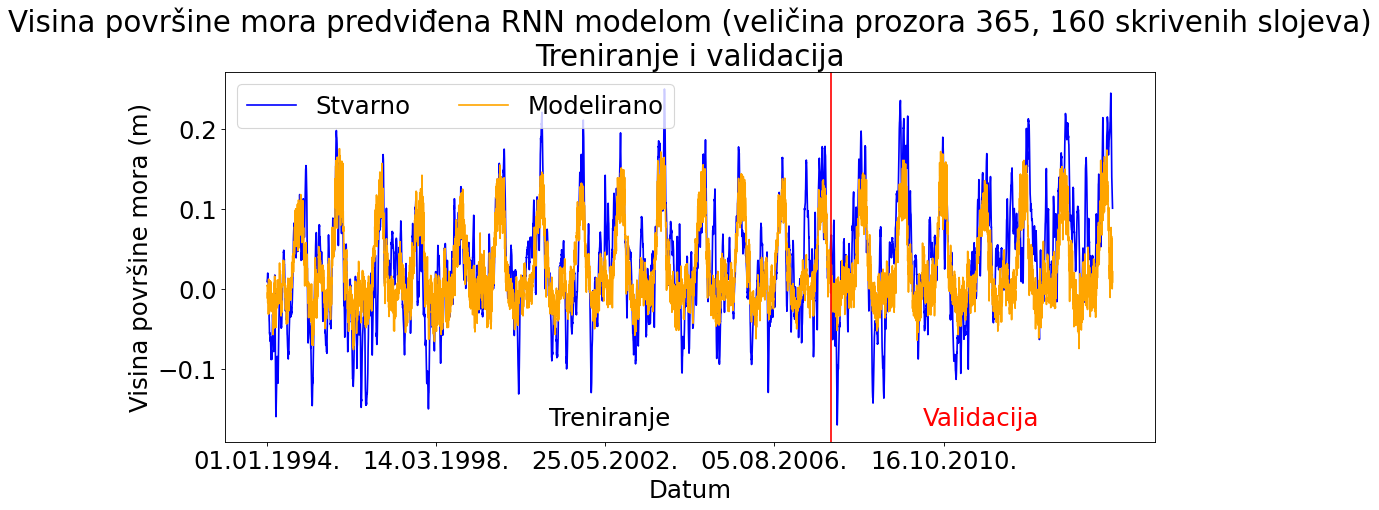 Visina površine mora predviđena RNN modelom (veličina prozora 365, 160 skrivenih slojeva)
Treniranje i validacija
Stvarno
Modelirano
Visina površine mora (m)
0.2
0.1
0.0
−0.1
Treniranje
Validacija
01.01.1994.
14.03.1998.
25.05.2002.
05.08.2006.
16.10.2010.
Datum